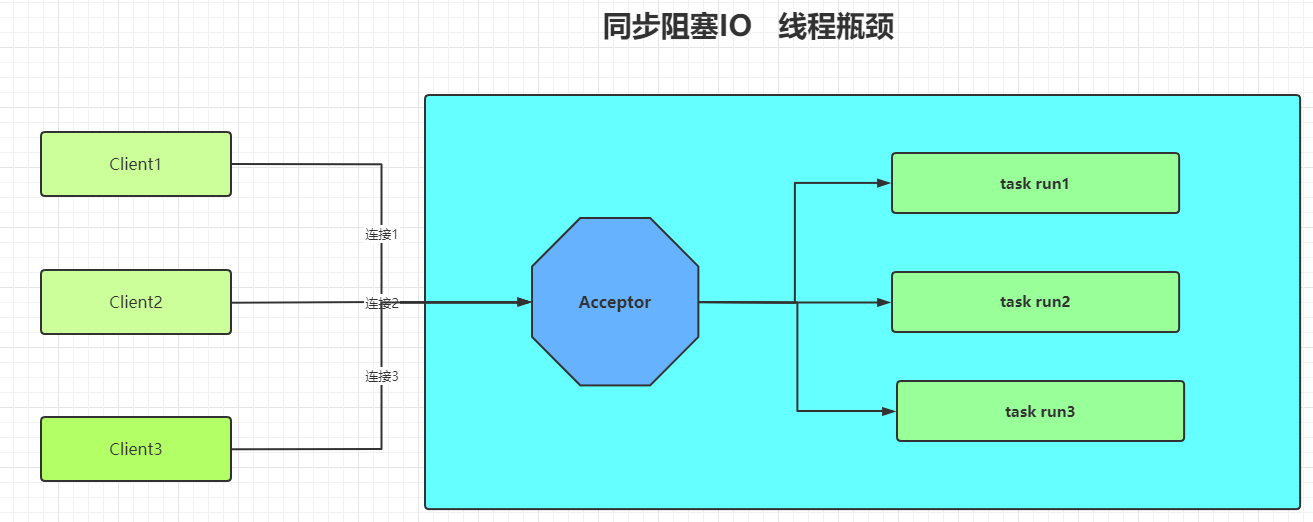 同步阻塞IO 线程瓶颈
Client1
连接1
Client2
连接2
连接3
Client3
Acceptor
task run1
task run2
task run3